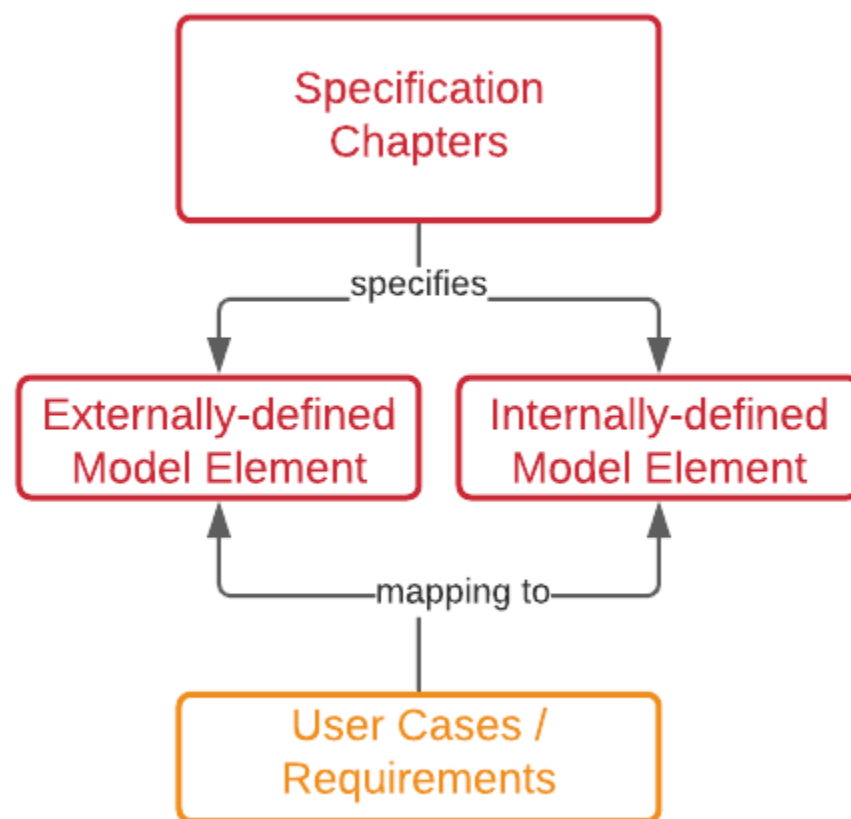 Specification
Chapters
specifies
Externally-defined
Model Element
Internally-defined
Model Element
mapping to
User Cases /
Requirements